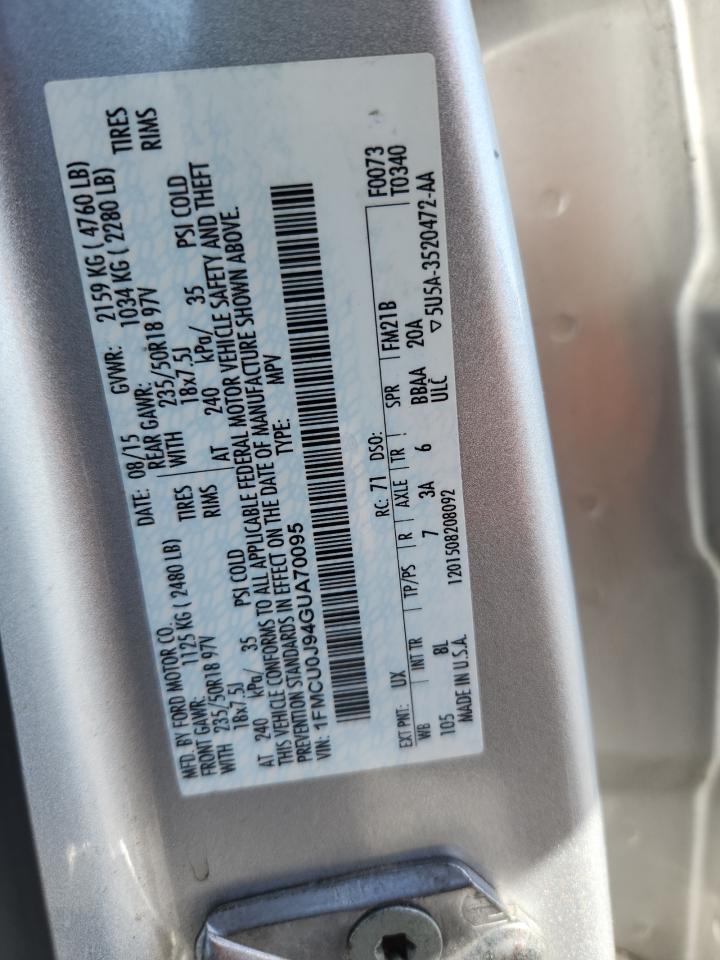 MFD. BY FORD MOTOR CO. DATE: 08/15 GVWR: 2159 KG ( 4760 LB)
FRONT GAWR: 1125 KG ( 2480 LB) REAR GAWR: 1034 KG ( 2280 LB)
WITH 235/50R18 97V TIRES WITH 235/50R18 97V TIRES
18x7.5J RIMS 18x7.5J RIMS
AT 240 kPa/ 35 PSI COLD AT 240 kPa/ 35 PSI COLD
THIS VEHICLE CONFORMS TO ALL APPLICABLE FEDERAL MOTOR VEHICLE SAFETY AND THEFT
PREVENTION STANDARDS IN EFFECT ON THE DATE OF MANUFACTURE SHOWN ABOVE.
VIN: 1FMCU0J94GUA70095 TYPE: MPV
EXT PNT: UX RC: 71 DSO: F0073
WB INT TR TP/PS R AXLE TR SPR FM21B T0340
105 8L 7 3A 6 BBAA 20A
MADE IN U.S.A. 1201508208092 ULC ▽5U5A-3520472-AA